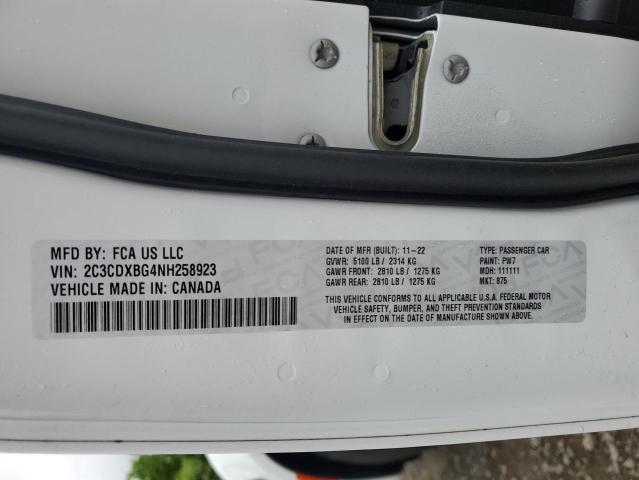 MFD BY: FCA US LLC
VIN: 2C3CDXBG4NH258923
VEHICLE MADE IN: CANADA
DATE OF MFR (BUILT): 11-22
GVWR: 5100 LB / 2314 KG
GAWR FRONT: 2810 LB / 1275 KG
GAWR REAR: 2810 LB / 1275 KG
TYPE: PASSENGER CAR
PAINT: PW7
MDH: 111111
MKT: 875
THIS VEHICLE CONFORMS TO ALL APPLICABLE U.S.A. FEDERAL MOTOR
VEHICLE SAFETY, BUMPER, AND THEFT PREVENTION STANDARDS
IN EFFECT ON THE DATE OF MANUFACTURE SHOWN ABOVE.